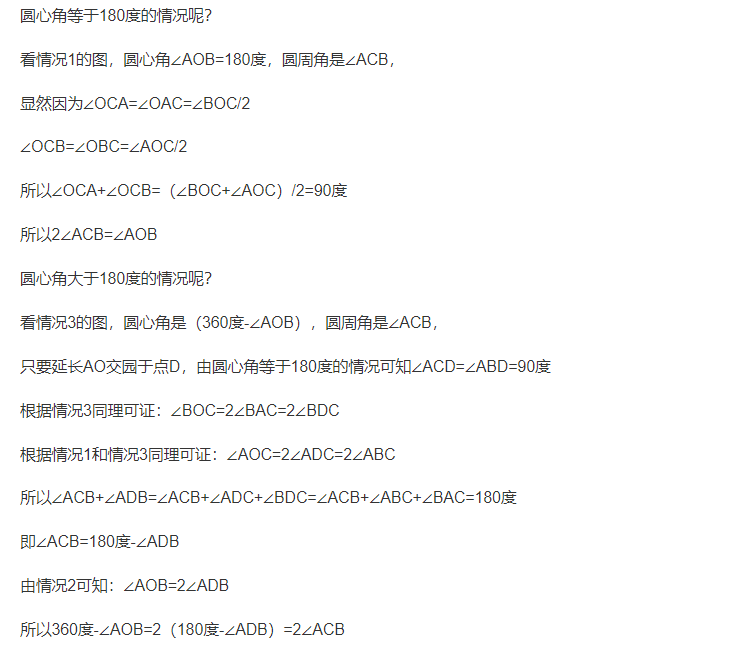 圆心角等于180度的情况呢？
看情况1的图，圆心角∠AOB=180度，圆周角是∠ACB，
显然因为∠OCA=∠OAC=∠BOC/2
∠OCB=∠OBC=∠AOC/2
所以∠OCA+∠OCB=（∠BOC+∠AOC）/2=90度
所以2∠ACB=∠AOB
圆心角大于180度的情况呢？
看情况3的图，圆心角是（360度-∠AOB），圆周角是∠ACB，
只要延长AO交园于点D，由圆心角等于180度的情况可知∠ACD=∠ABD=90度
根据情况3同理可证：∠BOC=2∠BAC=2∠BDC
根据情况1和情况3同理可证：∠AOC=2∠ADC=2∠ABC
所以∠ACB+∠ADB=∠ACB+∠ADC+∠BDC=∠ACB+∠ABC+∠BAC=180度
即∠ACB=180度-∠ADB
由情况2可知：∠AOB=2∠ADB
所以360度-∠AOB=2（180度-∠ADB）=2∠ACB